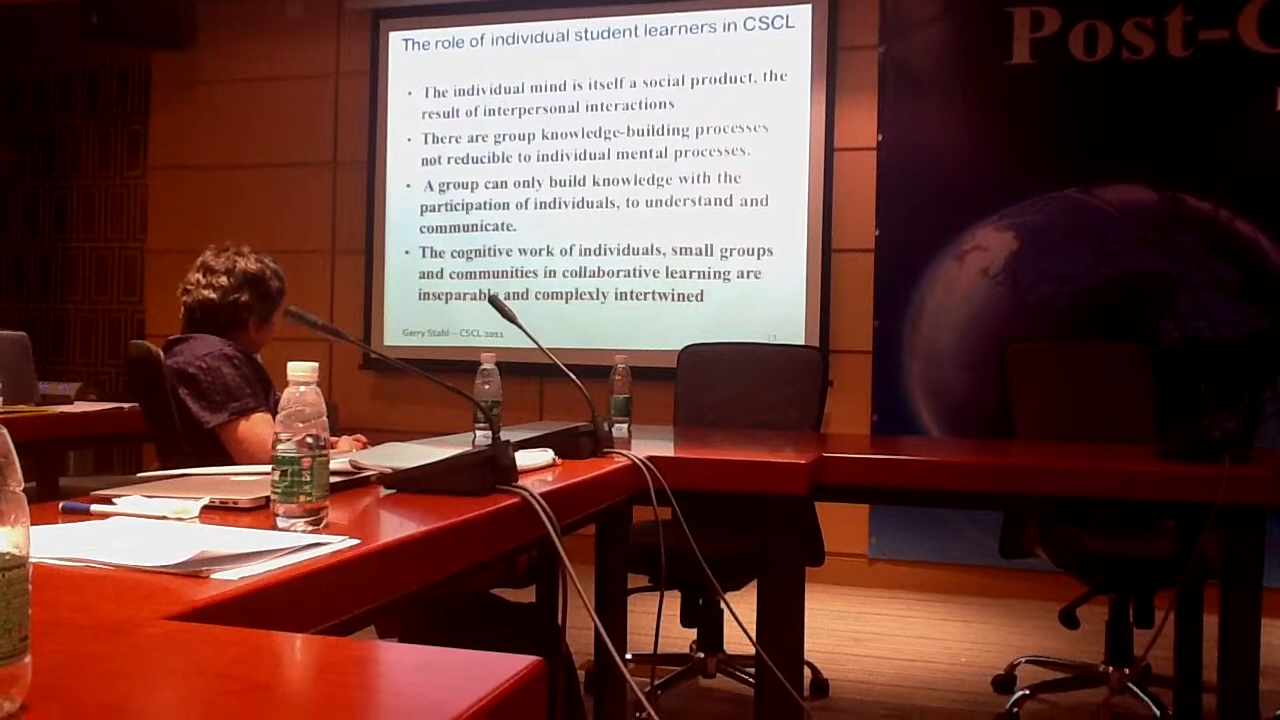 The role of individual student learners in CSCL
• The individual mind is itself a social product, the
result of interpersonal interactions
• There are group knowledge-building processes
not reducible to individual mental processes.
• A group can only build knowledge with the
participation of individuals, to understand and
communicate.
• The cognitive work of individuals, small groups
and communities in collaborative learning are
inseparable and complexly intertwined
Gerry Stahl – CSCL 2011
13
Post-C